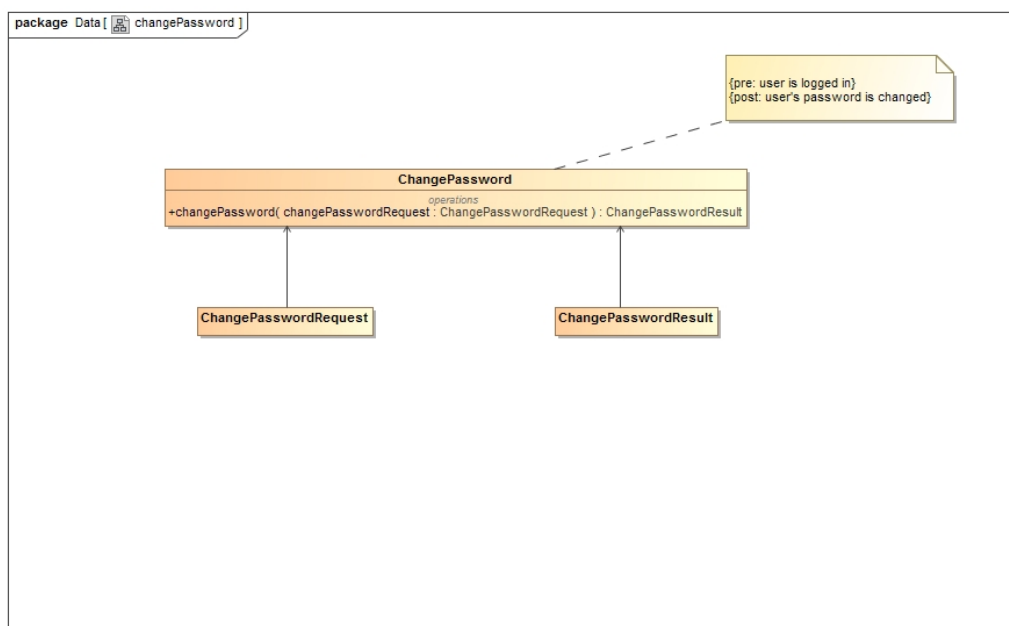 package Data [ changePassword ]
{pre: user is logged in}
{post: user's password is changed}
ChangePassword
operations
+changePassword( changePasswordRequest : ChangePasswordRequest ) : ChangePasswordResult
ChangePasswordRequest
ChangePasswordResult